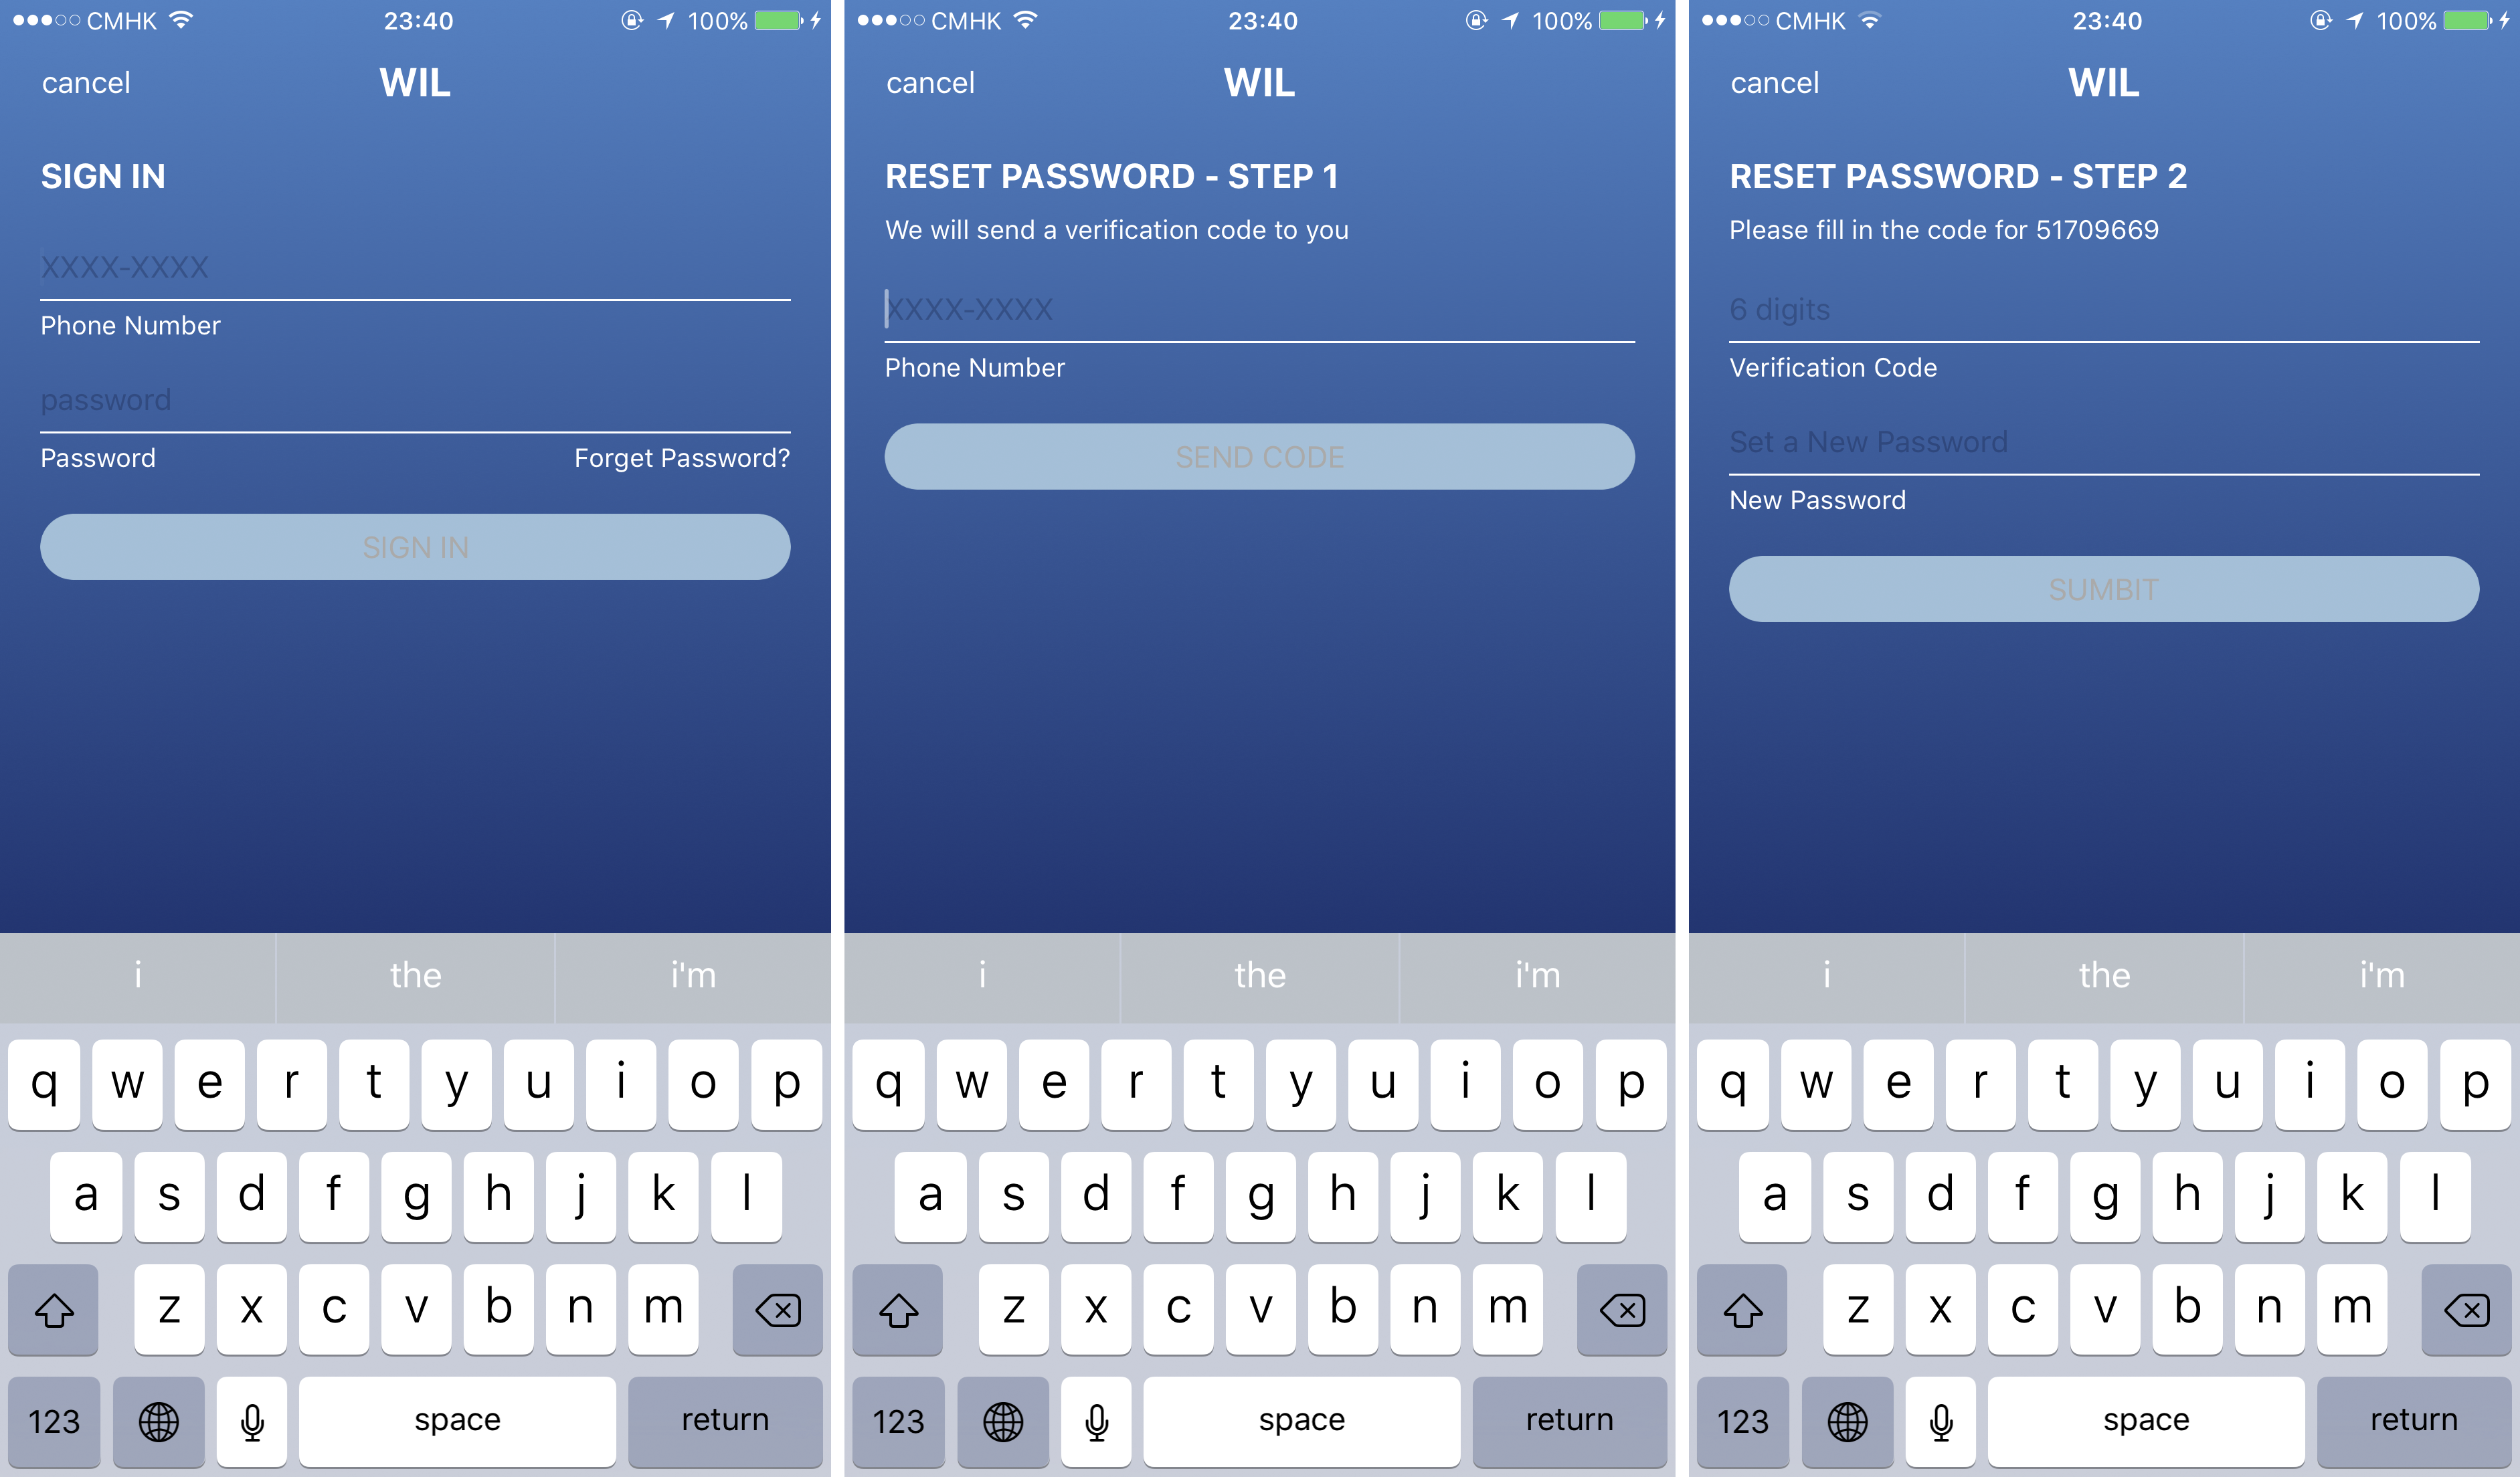 CMHK 23:40 100%
cancel WIL
SIGN IN
XXXX-XXXX
Phone Number
password
Password Forget Password?
SIGN IN
i the i'm
q w e r t y u i o p
a s d f g h j k l
z x c v b n m
123 space return
CMHK 23:40 100%
cancel WIL
RESET PASSWORD - STEP 1
We will send a verification code to you
XXXX-XXXX
Phone Number
SEND CODE
i the i'm
q w e r t y u i o p
a s d f g h j k l
z x c v b n m
123 space return
CMHK 23:40 100%
cancel WIL
RESET PASSWORD - STEP 2
Please fill in the code for 51709669
6 digits
Verification Code
Set a New Password
New Password
SUMBIT
i the i'm
q w e r t y u i o p
a s d f g h j k l
z x c v b n m
123 space return